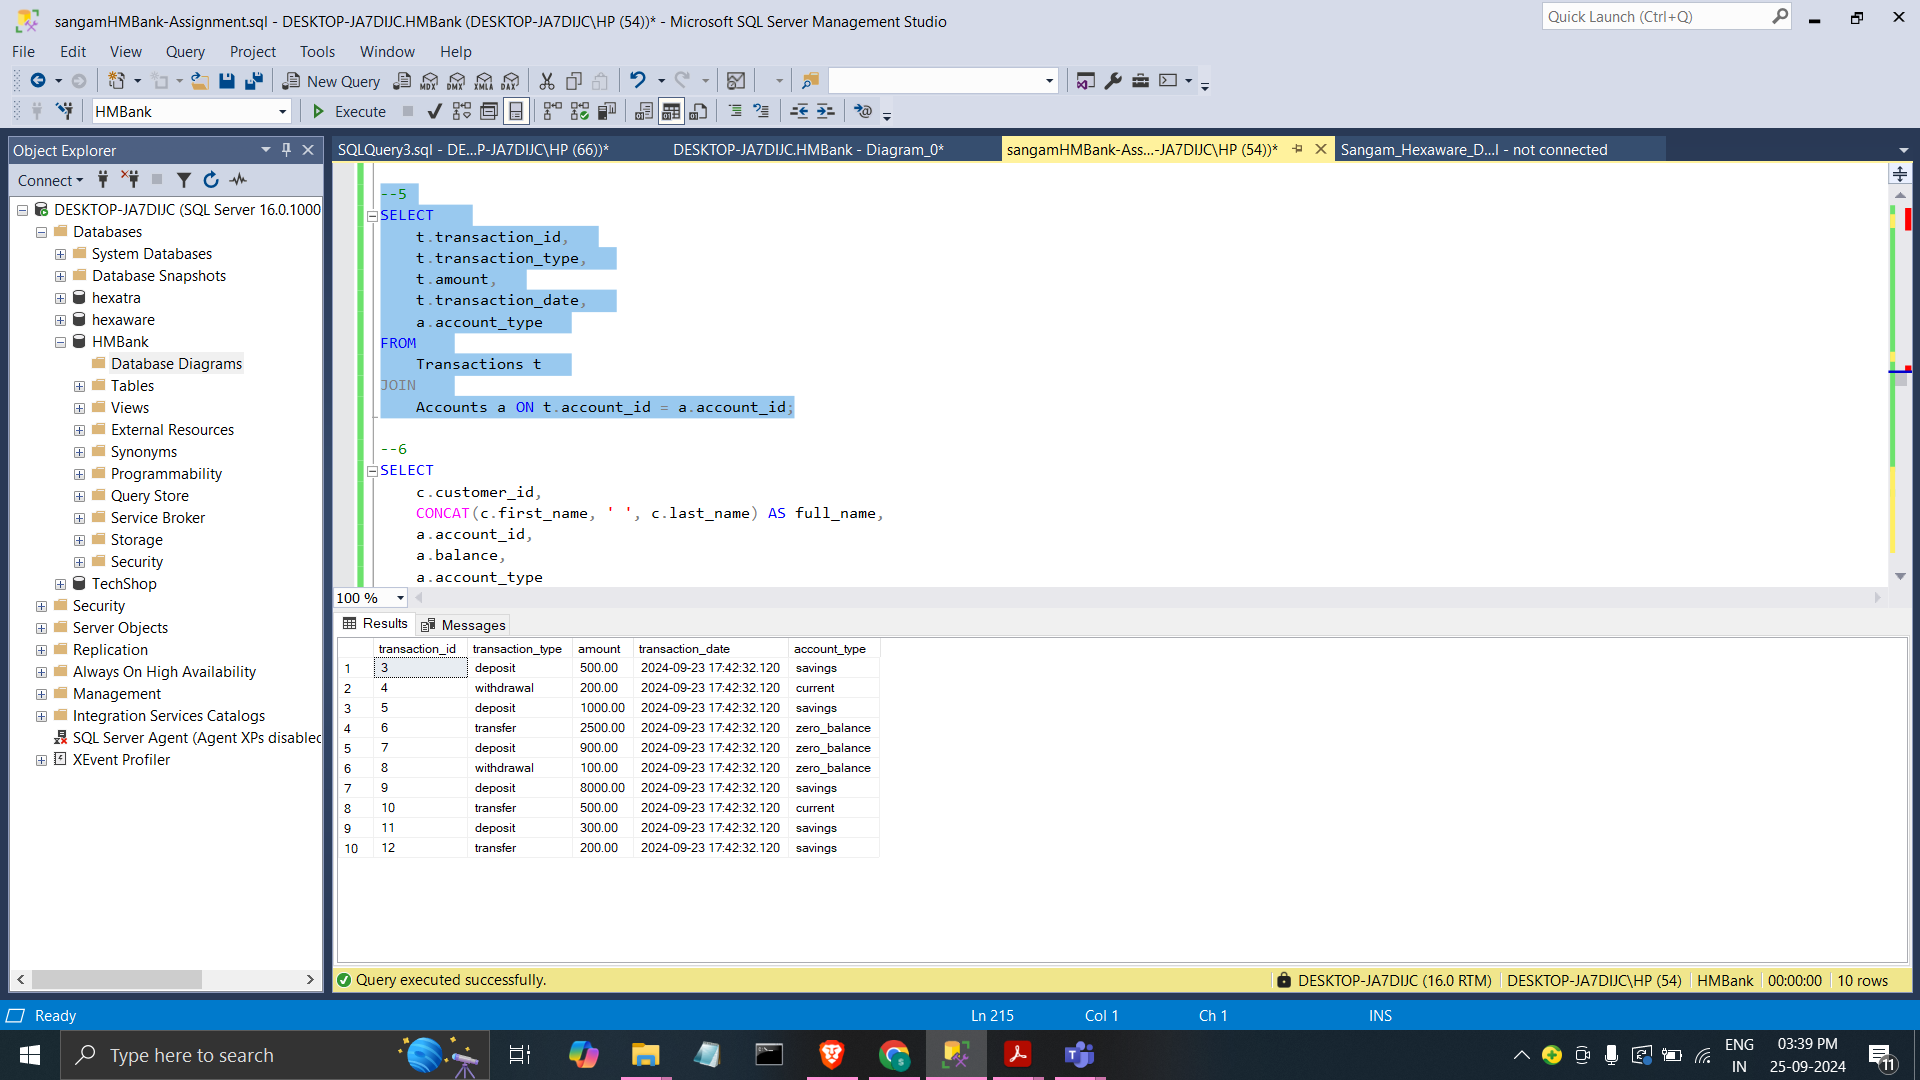 sangamHMBank-Assignment.sql - DESKTOP-JA7DIJC.HMBank (DESKTOP-JA7DIJC\HP (54))* - Microsoft SQL Server Management Studio
Quick Launch (Ctrl+Q)
File Edit View Query Project Tools Window Help
New Query
MDX DMX XMLA DAX
HMBank
Execute
Object Explorer
Connect
DESKTOP-JA7DIJC (SQL Server 16.0.1000
Databases
System Databases
Database Snapshots
hexatra
hexaware
HMBank
Database Diagrams
Tables
Views
External Resources
Synonyms
Programmability
Query Store
Service Broker
Storage
Security
TechShop
Security
Server Objects
Replication
Always On High Availability
Management
Integration Services Catalogs
SQL Server Agent (Agent XPs disabled
XEvent Profiler
SQLQuery3.sql - DE...P-JA7DIJC\HP (66))*
DESKTOP-JA7DIJC.HMBank - Diagram_0*
sangamHMBank-Ass...-JA7DIJC\HP (54))*
Sangam_Hexaware_D...l - not connected
--5
SELECT
t.transaction_id,
t.transaction_type,
t.amount,
t.transaction_date,
a.account_type
FROM
Transactions t
JOIN
Accounts a ON t.account_id = a.account_id;
--6
SELECT
c.customer_id,
CONCAT(c.first_name, ' ', c.last_name) AS full_name,
a.account_id,
a.balance,
a.account_type
100 %
Results Messages
transaction_id transaction_type amount transaction_date account_type
1 3 deposit 500.00 2024-09-23 17:42:32.120 savings
2 4 withdrawal 200.00 2024-09-23 17:42:32.120 current
3 5 deposit 1000.00 2024-09-23 17:42:32.120 savings
4 6 transfer 2500.00 2024-09-23 17:42:32.120 zero_balance
5 7 deposit 900.00 2024-09-23 17:42:32.120 zero_balance
6 8 withdrawal 100.00 2024-09-23 17:42:32.120 zero_balance
7 9 deposit 8000.00 2024-09-23 17:42:32.120 savings
8 10 transfer 500.00 2024-09-23 17:42:32.120 current
9 11 deposit 300.00 2024-09-23 17:42:32.120 savings
10 12 transfer 200.00 2024-09-23 17:42:32.120 savings
Query executed successfully.
DESKTOP-JA7DIJC (16.0 RTM) DESKTOP-JA7DIJC\HP (54) HMBank 00:00:00 10 rows
Ready
Ln 215 Col 1 Ch 1 INS
Type here to search
ENG
IN
03:39 PM
25-09-2024
11